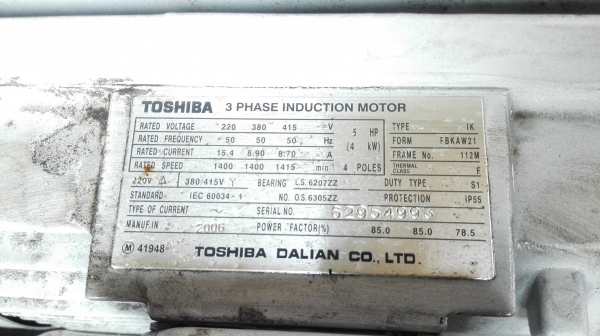 TOSHIBA 3 PHASE INDUCTION MOTOR
RATED VOLTAGE 220 380 415 V 5 HP TYPE IK
RATED FREQUENCY 50 50 50 Hz (4 kW) FORM FBKAW21
RATED CURRENT 15.4 8.90 8.70 A FRAME No. 112M
RATED SPEED 1400 1400 1415 min 4 POLES THERMAL CLASS F
220V △ 380/415V Y BEARING L.S. 6207ZZ DUTY TYPE S1
STANDARD IEC 60034-1 NO. O.S. 6305ZZ PROTECTION IP55
TYPE OF CURRENT ~ SERIAL NO.
MANUF.IN 2006 POWER FACTOR(%) 85.0 85.0 78.5
M 41948 TOSHIBA DALIAN CO., LTD.